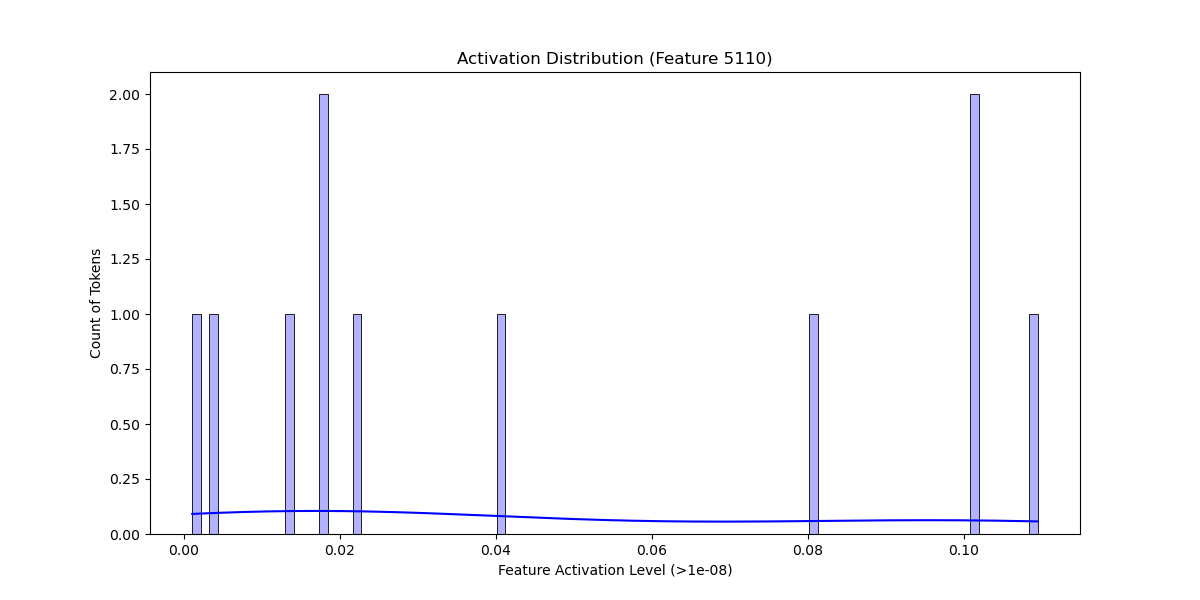 Activation Distribution (Feature 5110)
2.00
1.75
1.50
1.25
1.00
0.75
0.50
0.25
0.00
Count of Tokens
0.00 0.02 0.04 0.06 0.08 0.10
Feature Activation Level (>1e-08)